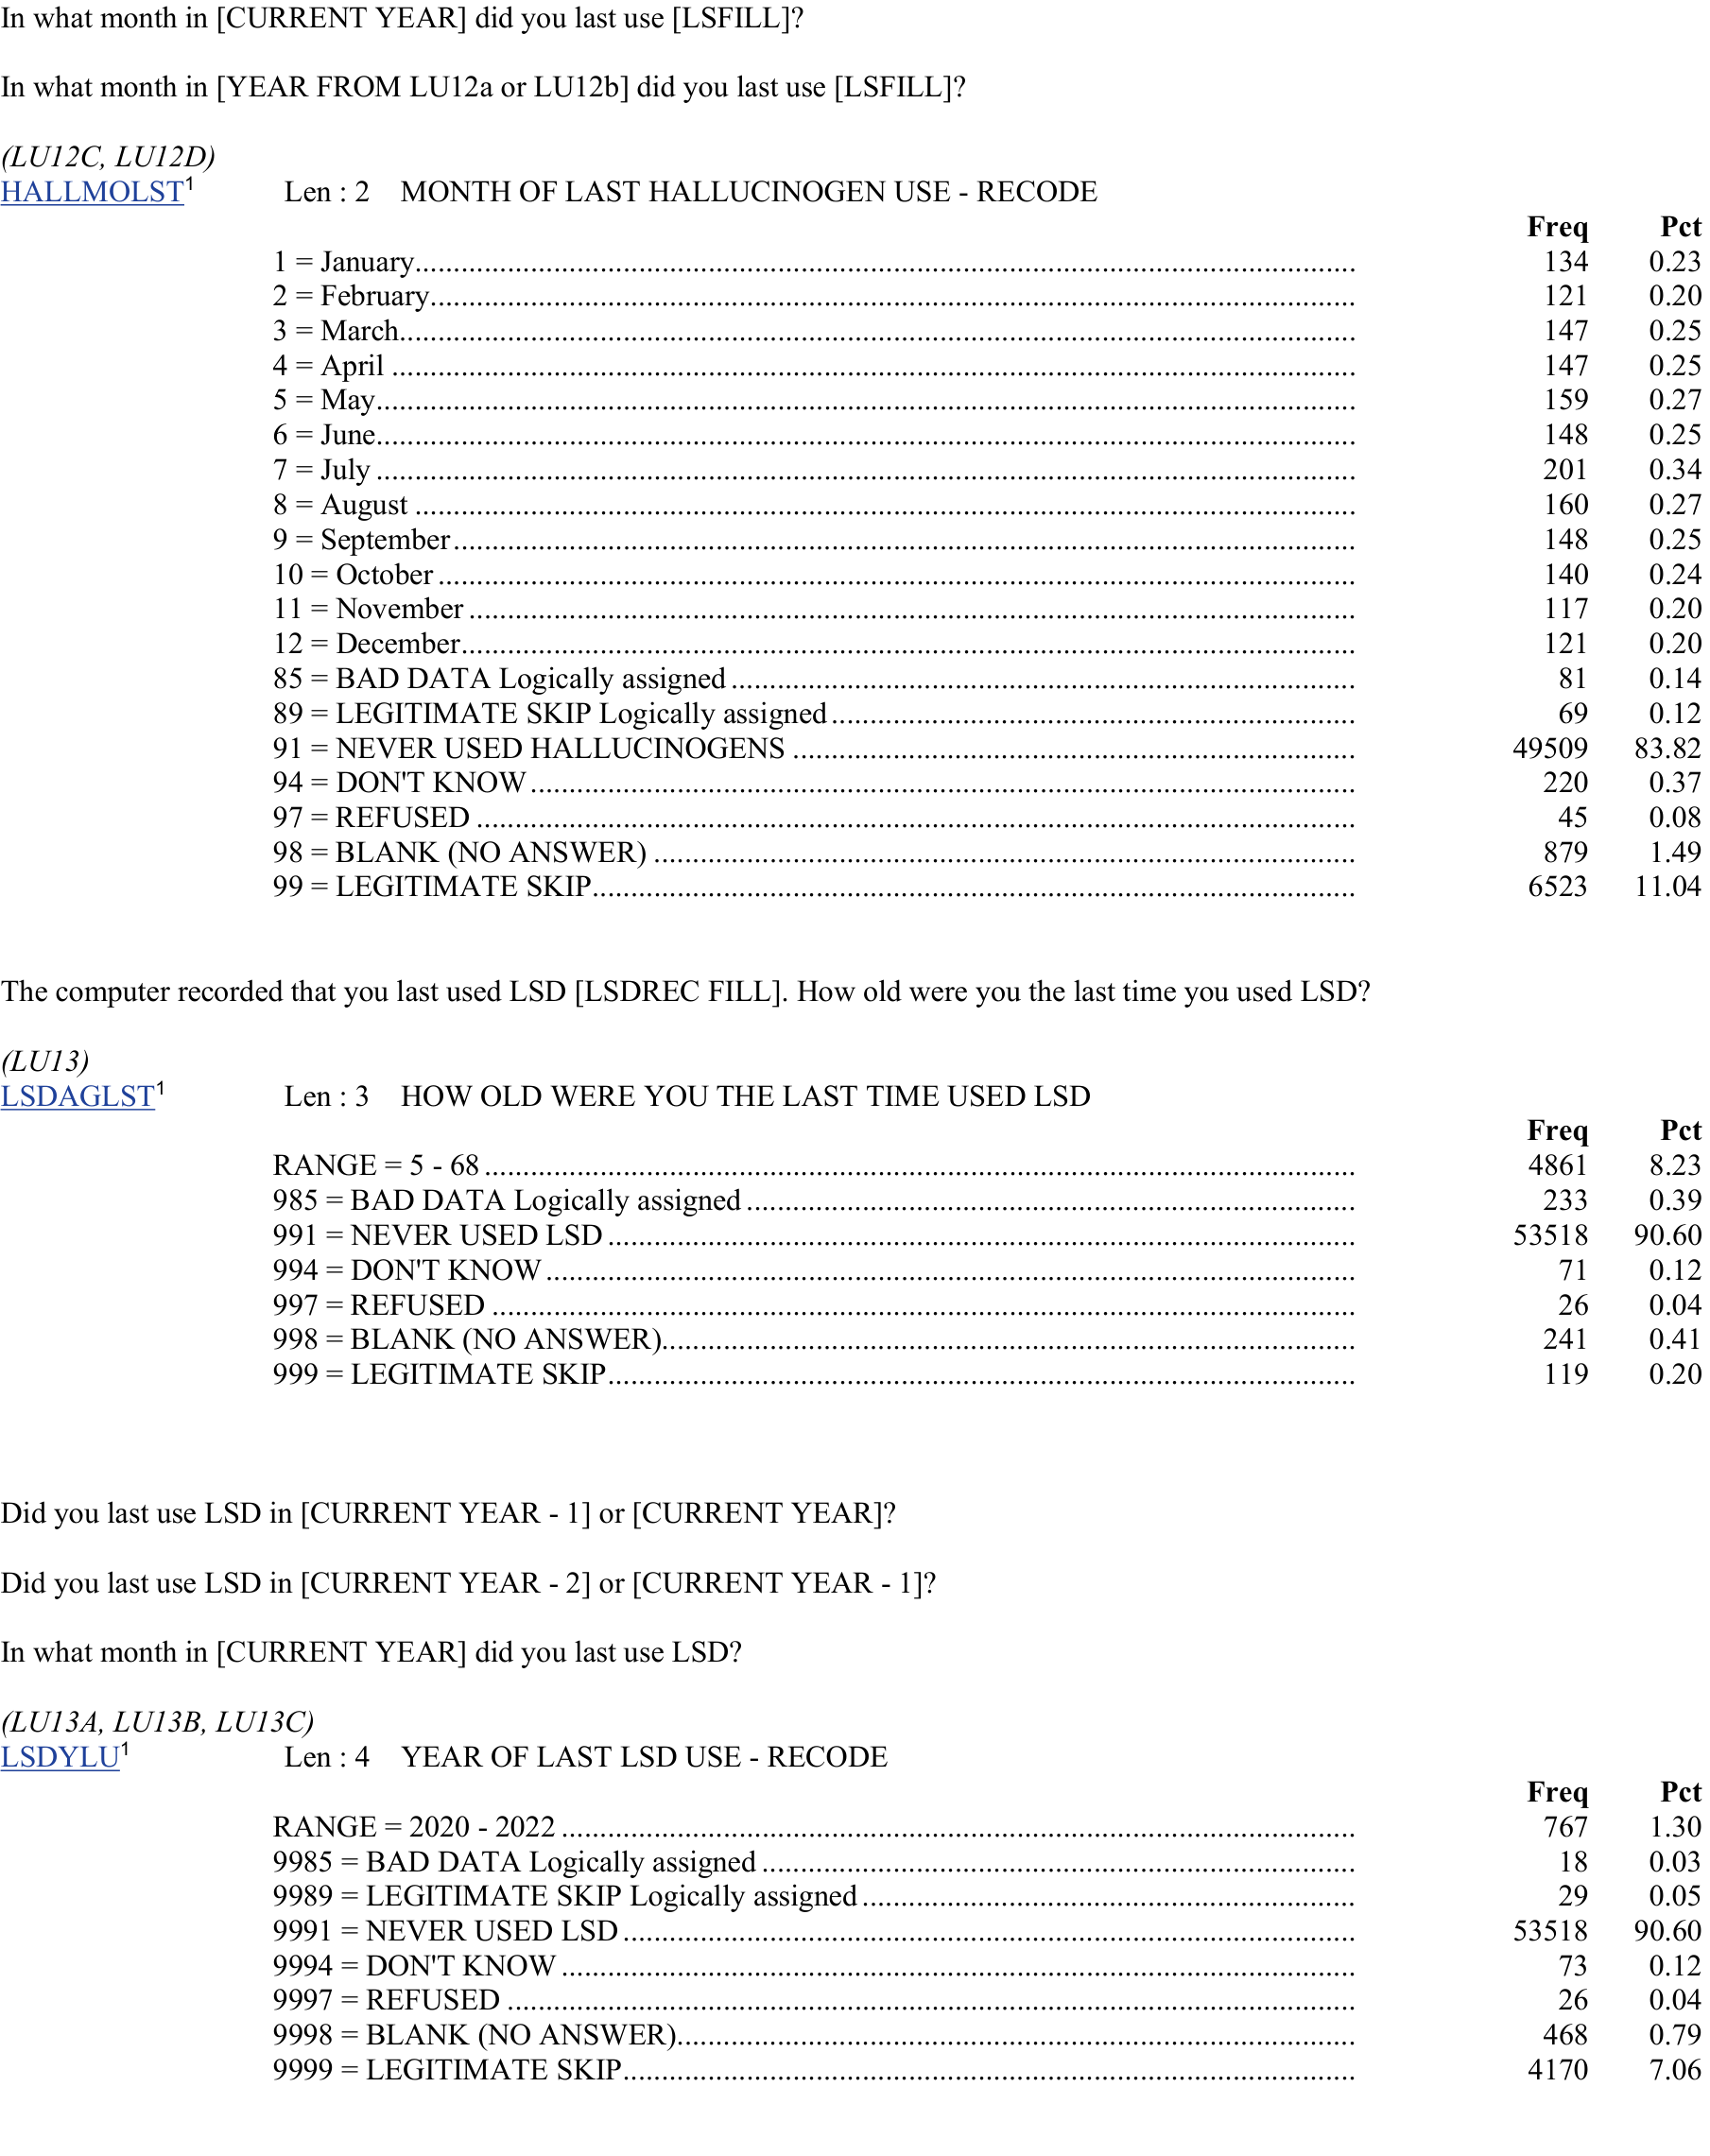 In what month in [CURRENT YEAR] did you last use [LSFILL]?
In what month in [YEAR FROM LU12a or LU12b] did you last use [LSFILL]?
(LU12C, LU12D)
HALLMOLST1 Len : 2 MONTH OF LAST HALLUCINOGEN USE - RECODE
Freq Pct
1 = January 134 0.23
2 = February 121 0.20
3 = March 147 0.25
4 = April 147 0.25
5 = May 159 0.27
6 = June 148 0.25
7 = July 201 0.34
8 = August 160 0.27
9 = September 148 0.25
10 = October 140 0.24
11 = November 117 0.20
12 = December 121 0.20
85 = BAD DATA Logically assigned 81 0.14
89 = LEGITIMATE SKIP Logically assigned 69 0.12
91 = NEVER USED HALLUCINOGENS 49509 83.82
94 = DON'T KNOW 220 0.37
97 = REFUSED 45 0.08
98 = BLANK (NO ANSWER) 879 1.49
99 = LEGITIMATE SKIP 6523 11.04
The computer recorded that you last used LSD [LSDREC FILL]. How old were you the last time you used LSD?
(LU13)
LSDAGLST1 Len : 3 HOW OLD WERE YOU THE LAST TIME USED LSD
Freq Pct
RANGE = 5 - 68 4861 8.23
985 = BAD DATA Logically assigned 233 0.39
991 = NEVER USED LSD 53518 90.60
994 = DON'T KNOW 71 0.12
997 = REFUSED 26 0.04
998 = BLANK (NO ANSWER) 241 0.41
999 = LEGITIMATE SKIP 119 0.20
Did you last use LSD in [CURRENT YEAR - 1] or [CURRENT YEAR]?
Did you last use LSD in [CURRENT YEAR - 2] or [CURRENT YEAR - 1]?
In what month in [CURRENT YEAR] did you last use LSD?
(LU13A, LU13B, LU13C)
LSDYLU1 Len : 4 YEAR OF LAST LSD USE - RECODE
Freq Pct
RANGE = 2020 - 2022 767 1.30
9985 = BAD DATA Logically assigned 18 0.03
9989 = LEGITIMATE SKIP Logically assigned 29 0.05
9991 = NEVER USED LSD 53518 90.60
9994 = DON'T KNOW 73 0.12
9997 = REFUSED 26 0.04
9998 = BLANK (NO ANSWER) 468 0.79
9999 = LEGITIMATE SKIP 4170 7.06